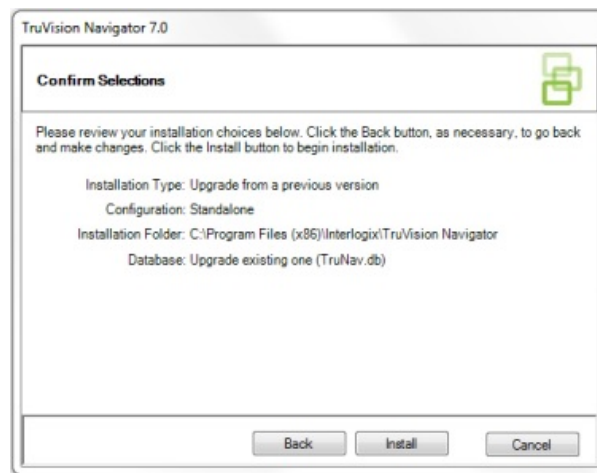 TruVision Navigator 7.0
Confirm Selections
Please review your installation choices below. Click the Back button, as necessary, to go back
and make changes. Click the Install button to begin installation.
Installation Type: Upgrade from a previous version
Configuration: Standalone
Installation Folder: C:\Program Files (x86)\Interlogix\TruVision Navigator
Database: Upgrade existing one (TruNav.db)
Back Install Cancel